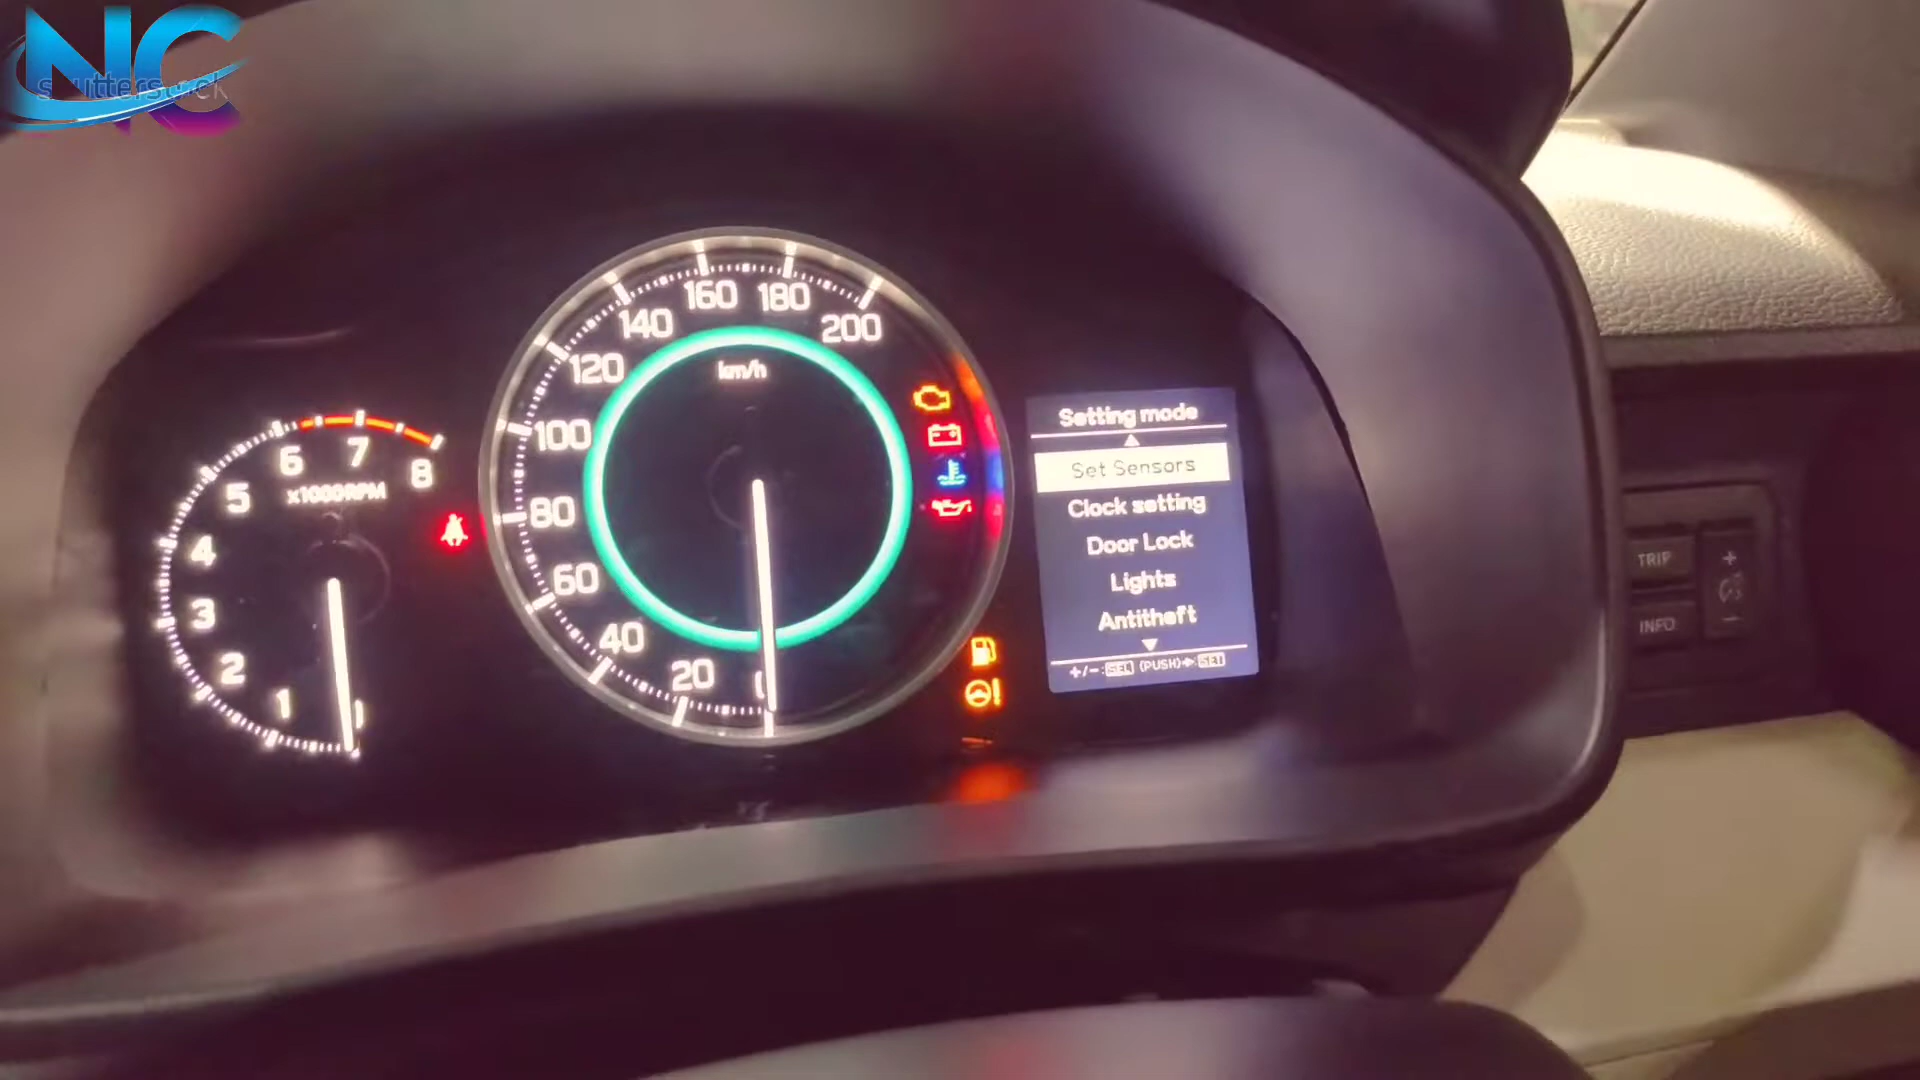 NC
shutterstock
160 180
140 200
120
km/h
100
80
60
40
20
6 7 8
5
x1000RPM
4
3
2
1
Setting mode
Set Sensors
Clock setting
Door Lock
Lights
Antitheft
+/-:SEL (PUSH)→:SET
TRIP +
INFO -